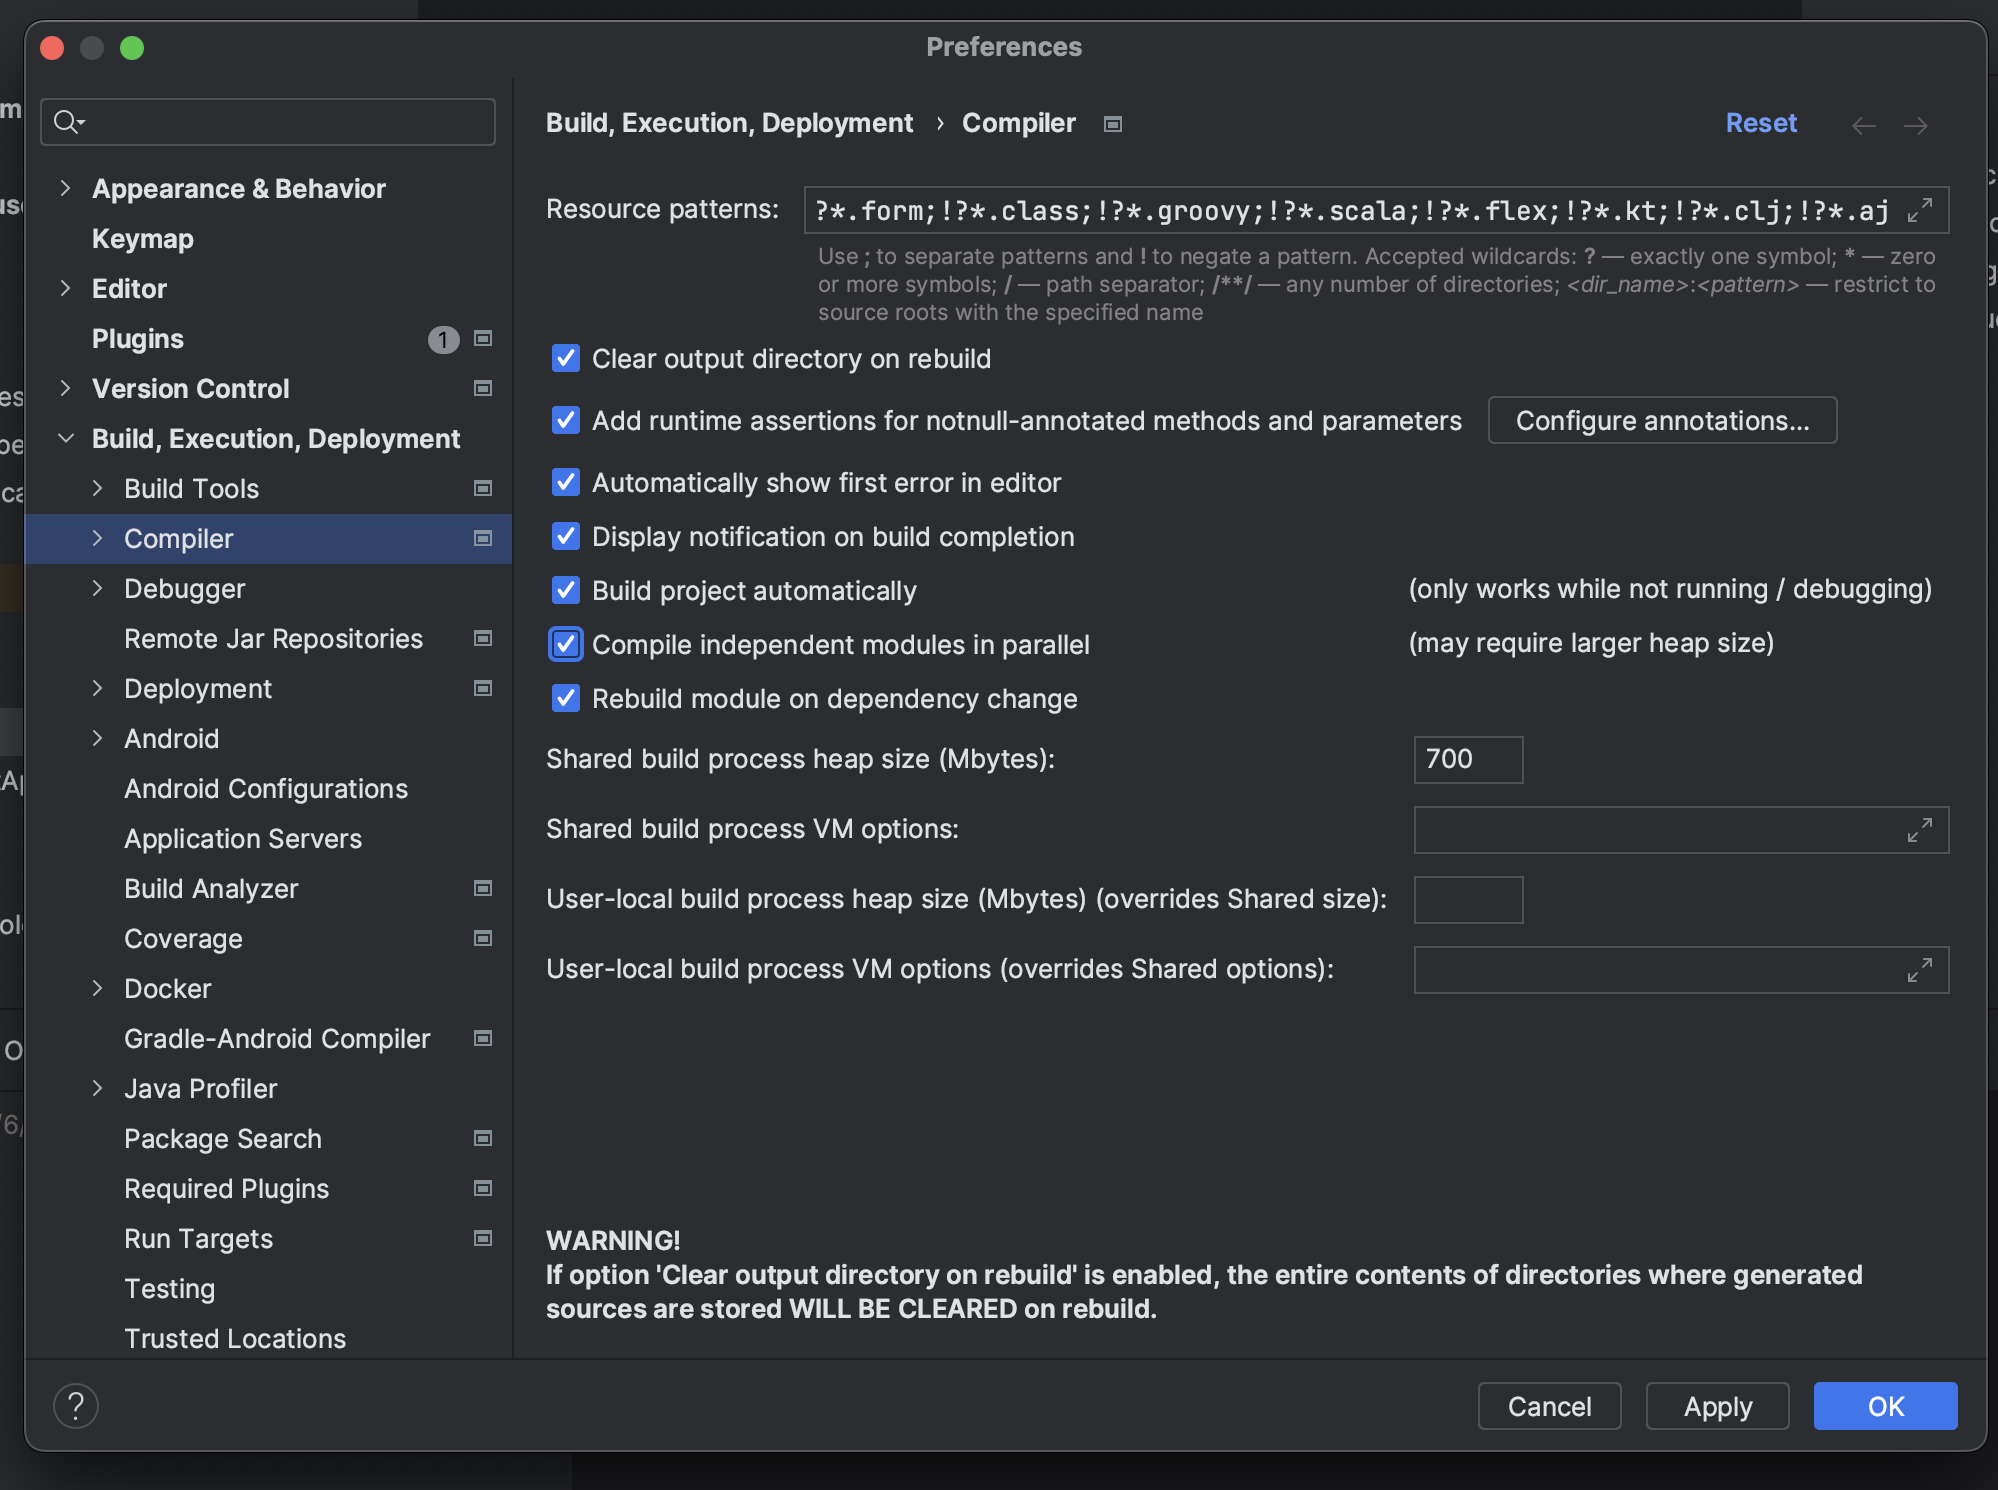 Preferences
Appearance & Behavior
Keymap
Editor
Plugins 1
Version Control
Build, Execution, Deployment
Build Tools
Compiler
Debugger
Remote Jar Repositories
Deployment
Android
Android Configurations
Application Servers
Build Analyzer
Coverage
Docker
Gradle-Android Compiler
Java Profiler
Package Search
Required Plugins
Run Targets
Testing
Trusted Locations
Build, Execution, Deployment › Compiler
Reset
Resource patterns: ?*.form;!?*.class;!?*.groovy;!?*.scala;!?*.flex;!?*.kt;!?*.clj;!?*.aj
Use ; to separate patterns and ! to negate a pattern. Accepted wildcards: ? — exactly one symbol; * — zero
or more symbols; / — path separator; /**/ — any number of directories; <dir_name>:<pattern> — restrict to
source roots with the specified name
Clear output directory on rebuild
Add runtime assertions for notnull-annotated methods and parameters Configure annotations...
Automatically show first error in editor
Display notification on build completion
Build project automatically (only works while not running / debugging)
Compile independent modules in parallel (may require larger heap size)
Rebuild module on dependency change
Shared build process heap size (Mbytes): 700
Shared build process VM options:
User-local build process heap size (Mbytes) (overrides Shared size):
User-local build process VM options (overrides Shared options):
WARNING!
If option 'Clear output directory on rebuild' is enabled, the entire contents of directories where generated
sources are stored WILL BE CLEARED on rebuild.
?
Cancel Apply OK